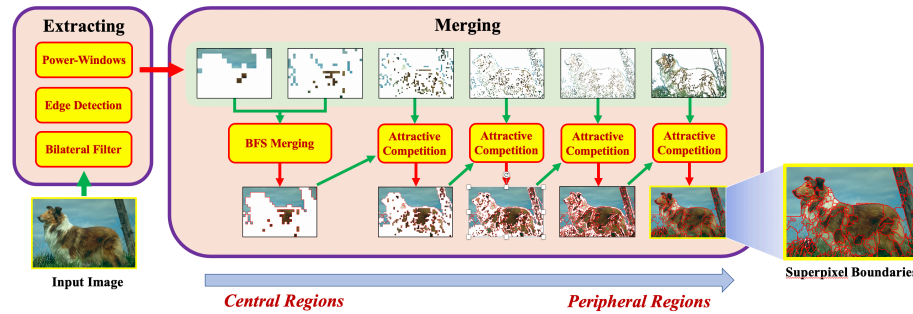 Extracting
Merging
Power-Windows
Edge Detection
Bilateral Filter
BFS Merging
Attractive
Competition
Attractive
Competition
Attractive
Competition
Attractive
Competition
Input Image
Superpixel Boundaries
Central Regions
Peripheral Regions